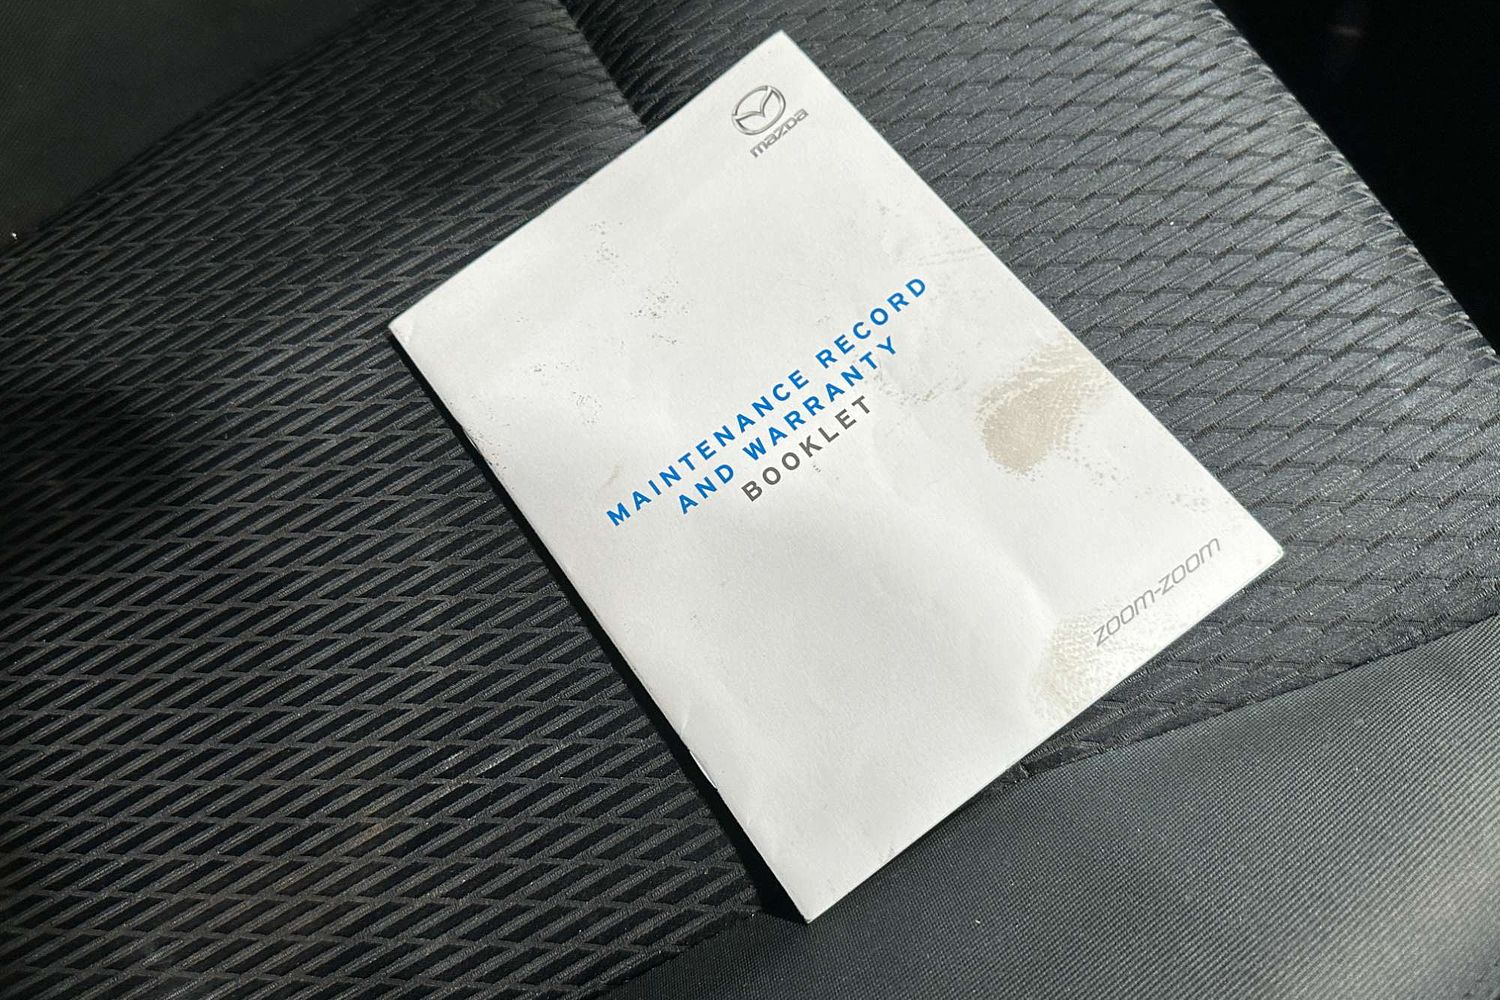 mazda
MAINTENANCE RECORD
AND WARRANTY
BOOKLET
zoom-zoom